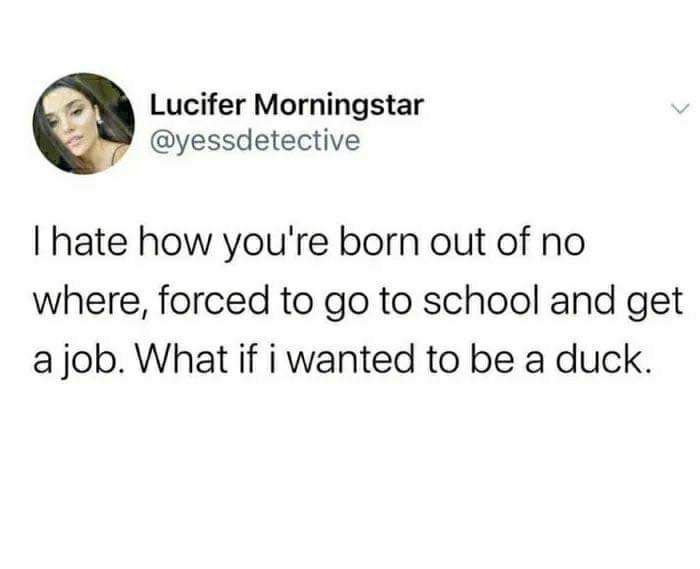 Lucifer Morningstar
@yessdetective
I hate how you're born out of no
where, forced to go to school and get
a job. What if i wanted to be a duck.